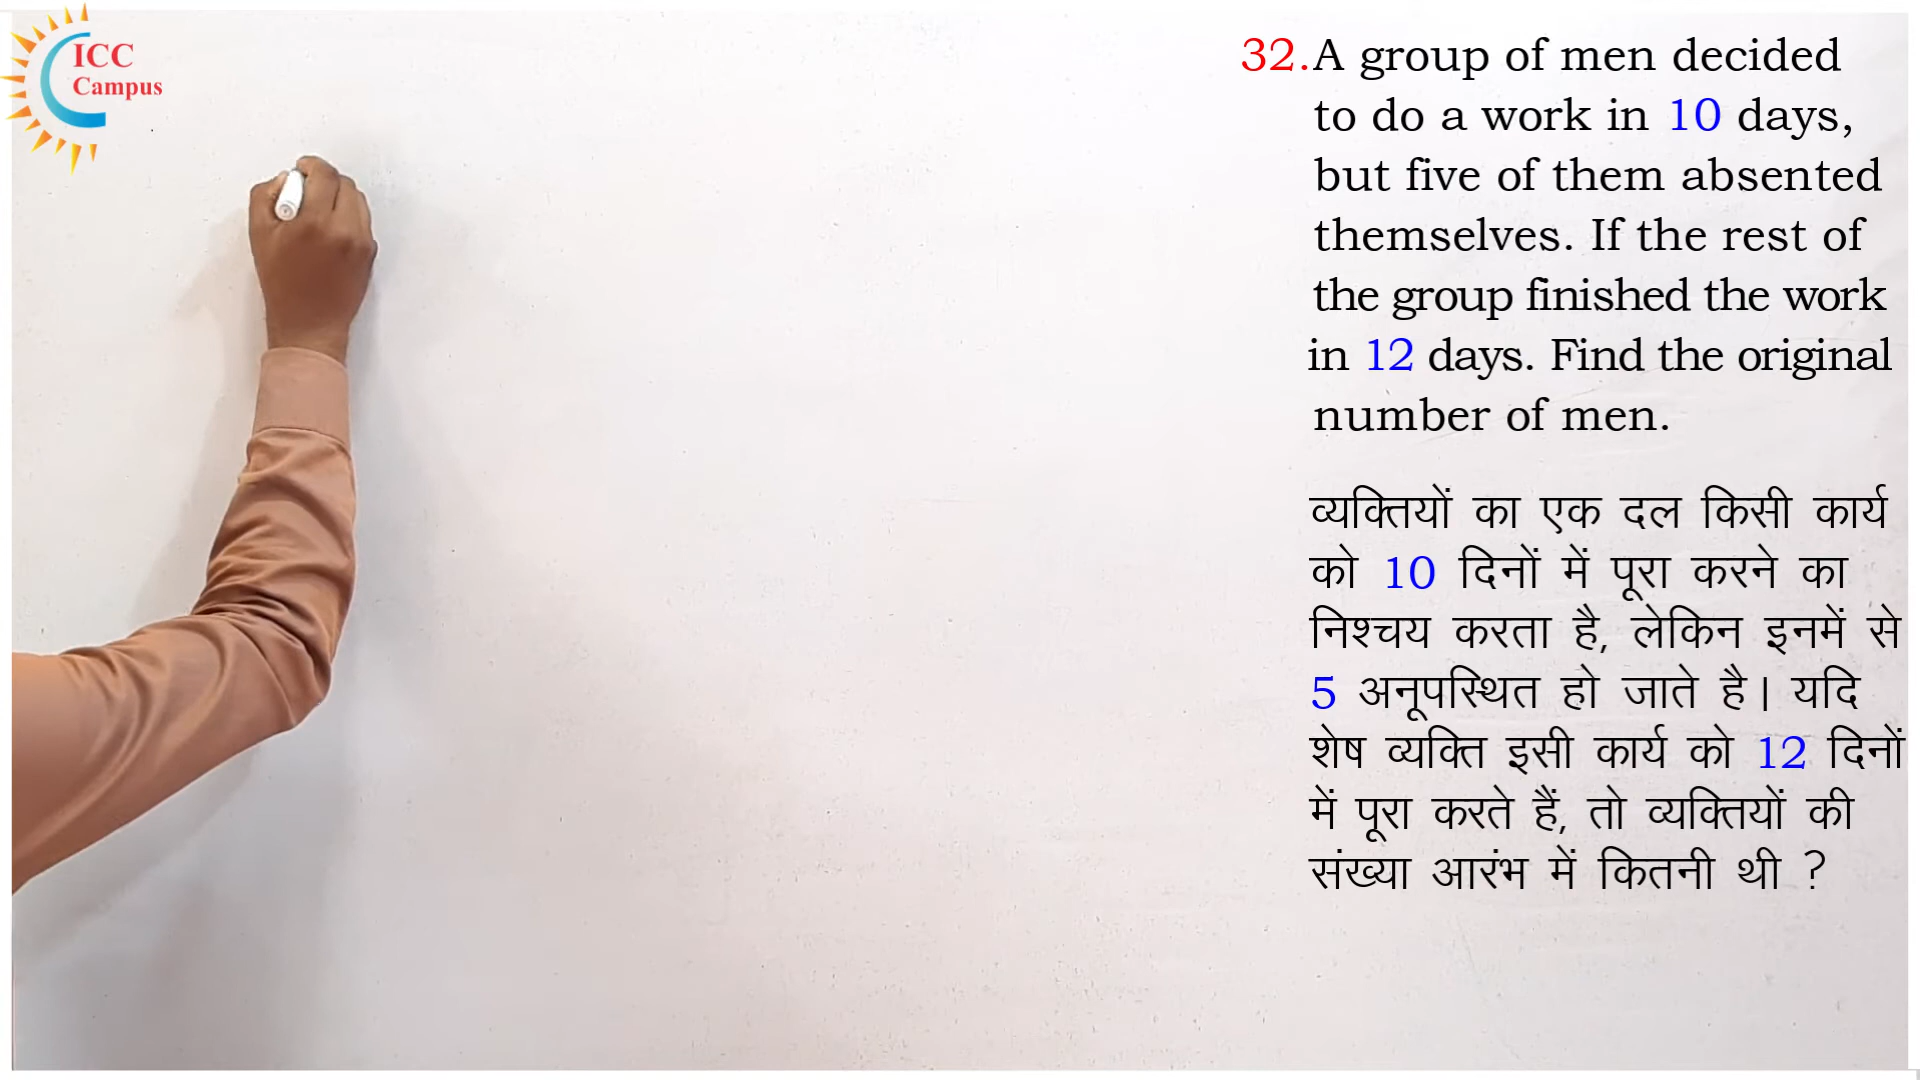 ICC
Campus
32.A group of men decided
to do a work in 10 days,
but five of them absented
themselves. If the rest of
the group finished the work
in 12 days. Find the original
number of men.
व्यक्तियों का एक दल किसी कार्य
को 10 दिनों में पूरा करने का
निश्चय करता है, लेकिन इनमें से
5 अनूपस्थित हो जाते है। यदि
शेष व्यक्ति इसी कार्य को 12 दिनों
में पूरा करते हैं, तो व्यक्तियों की
संख्या आरंभ में कितनी थी ?